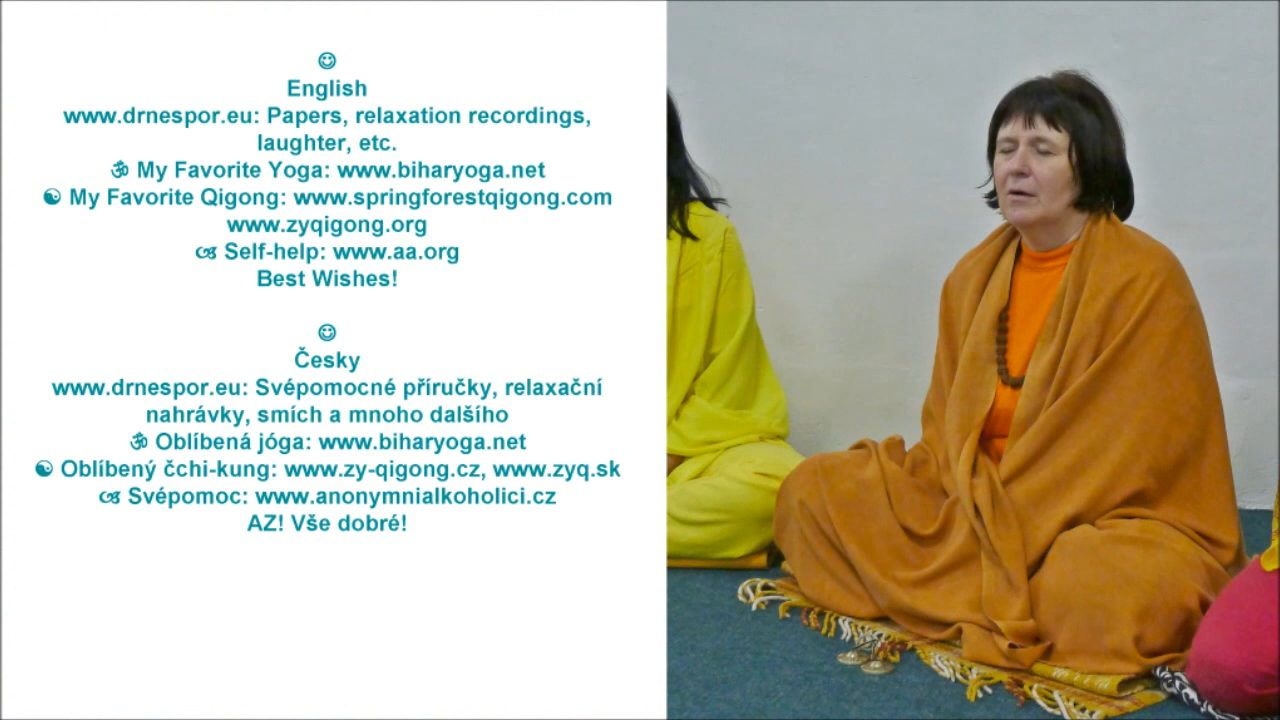 ☺
English
www.drnespor.eu: Papers, relaxation recordings,
laughter, etc.
ॐ My Favorite Yoga: www.biharyoga.net
☯ My Favorite Qigong: www.springforestqigong.com
www.zyqigong.org
🙠 Self-help: www.aa.org
Best Wishes!
☺
Česky
www.drnespor.eu: Svépomocné příručky, relaxační
nahrávky, smích a mnoho dalšího
ॐ Oblíbená jóga: www.biharyoga.net
☯ Oblíbený čchi-kung: www.zy-qigong.cz, www.zyq.sk
🙠 Svépomoc: www.anonymnialkoholici.cz
AZ! Vše dobré!